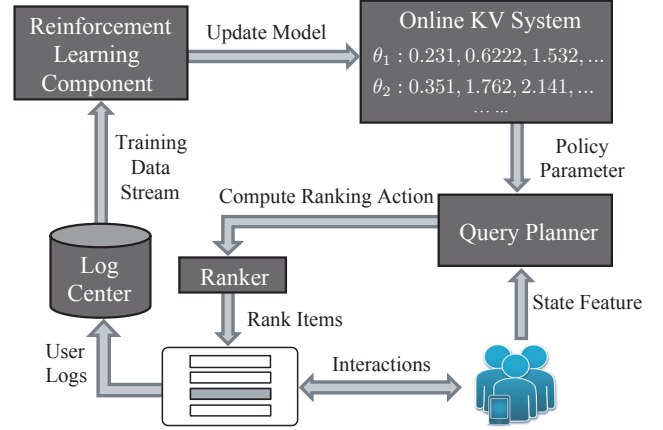 Reinforcement
Learning
Component
Update Model
Online KV System
θ₁ : 0.231, 0.6222, 1.532, ...
θ₂ : 0.351, 1.762, 2.141, ...
... ...
Training
Data
Stream
Policy
Parameter
Compute Ranking Action
Query Planner
Log
Center
Ranker
State Feature
Rank Items
User
Logs
Interactions